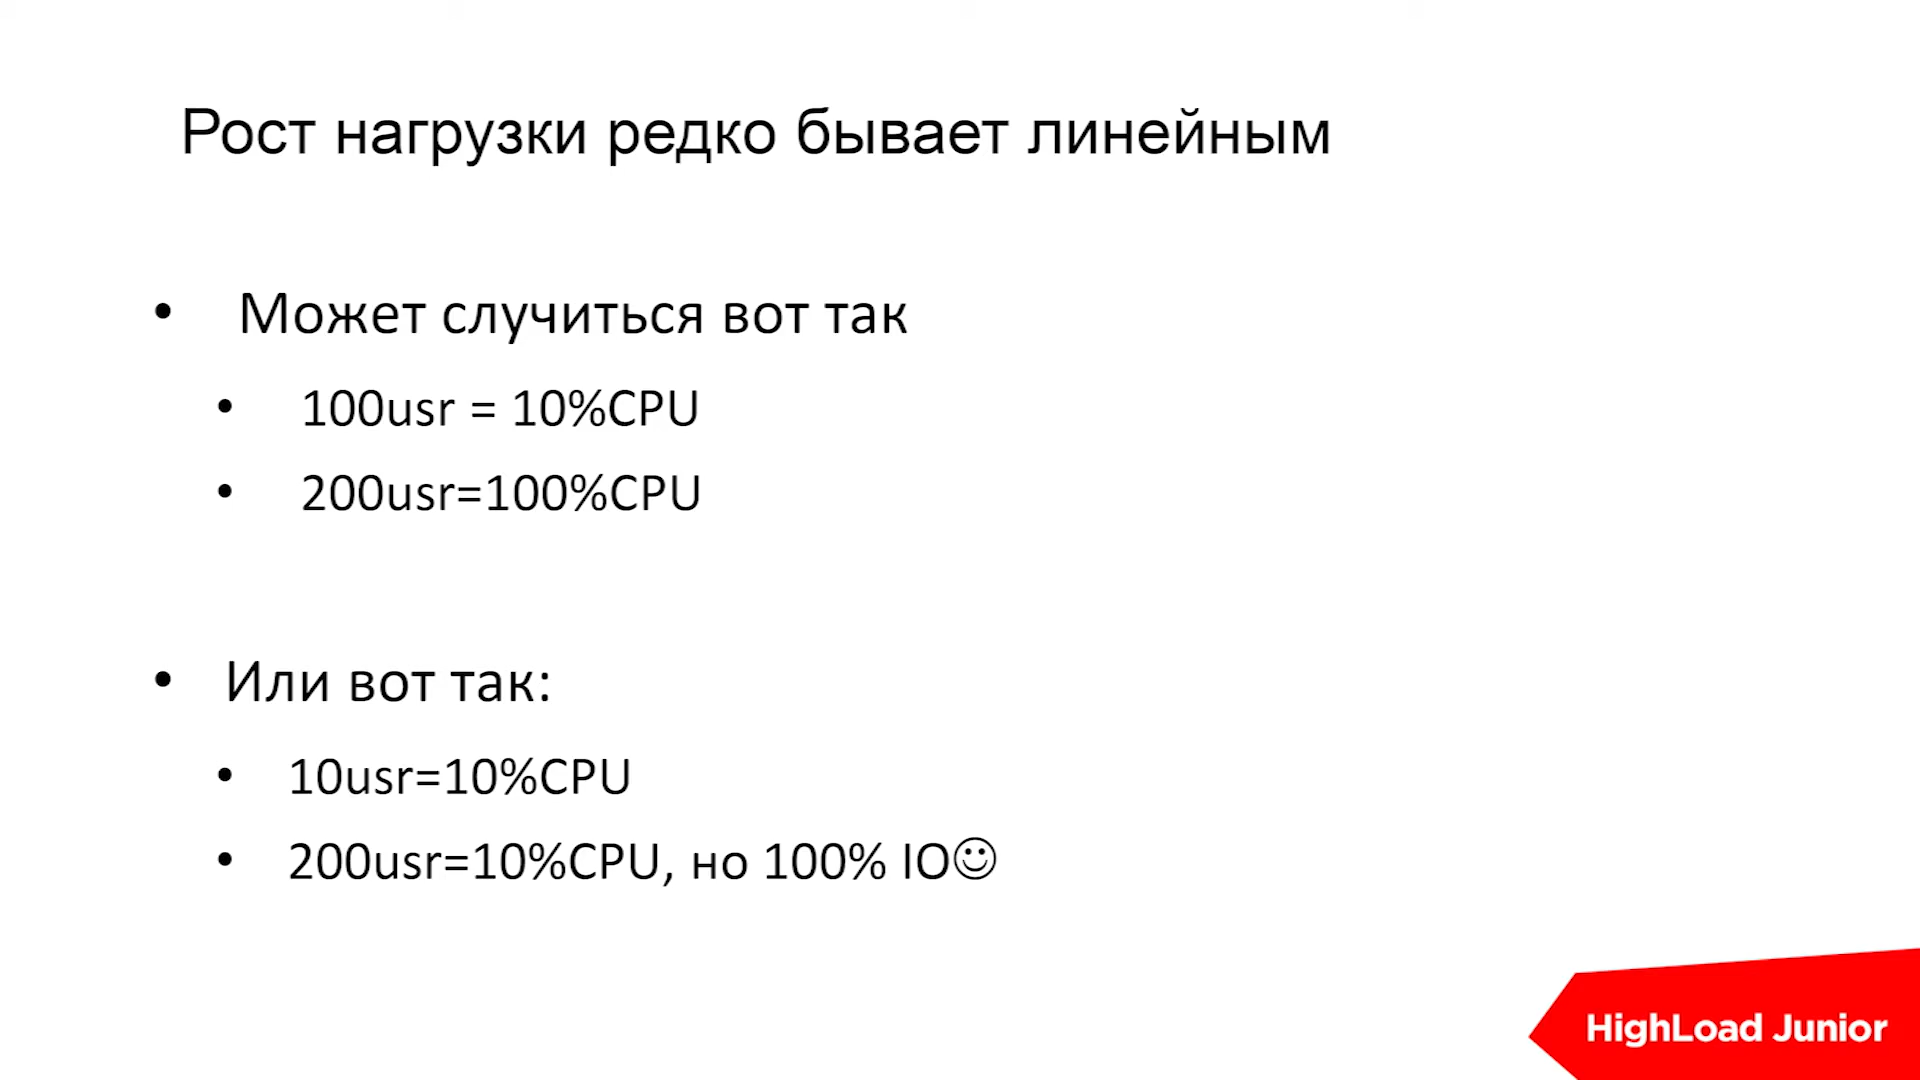 Рост нагрузки редко бывает линейным
• Может случиться вот так
• 100usr = 10%CPU
• 200usr=100%CPU
• Или вот так:
• 10usr=10%CPU
• 200usr=10%CPU, но 100% IO☺
HighLoad Junior